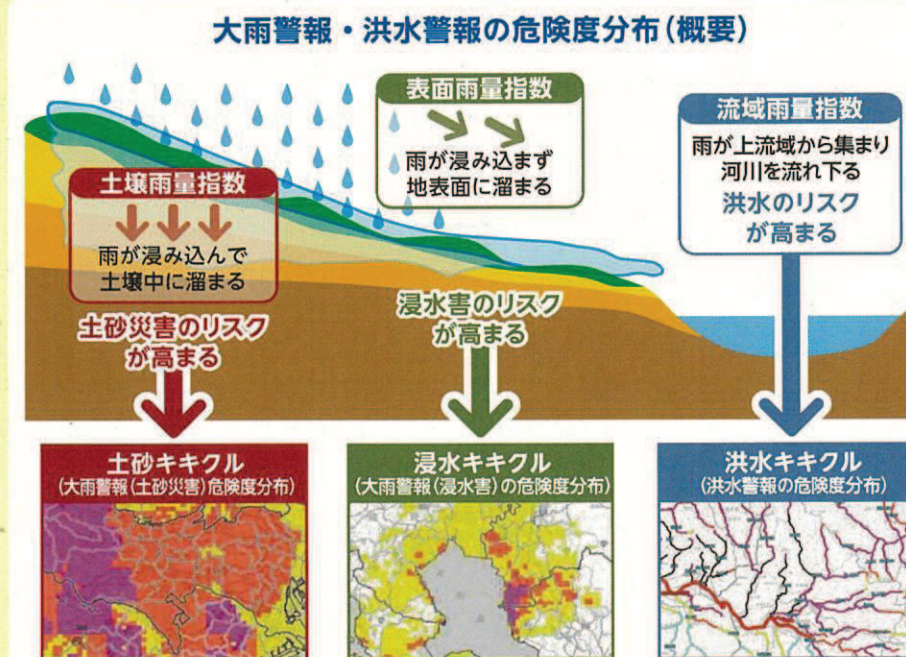 大雨警報・洪水警報の危険度分布(概要)
表面雨量指数
雨が浸み込まず
地表面に溜まる
流域雨量指数
雨が上流域から集まり
河川を流れ下る
洪水のリスク
が高まる
土壌雨量指数
雨が浸み込んで
土壌中に溜まる
土砂災害のリスク
が高まる
浸水害のリスク
が高まる
土砂キキクル
(大雨警報(土砂災害)危険度分布)
浸水キキクル
(大雨警報(浸水害)の危険度分布)
洪水キキクル
(洪水警報の危険度分布)